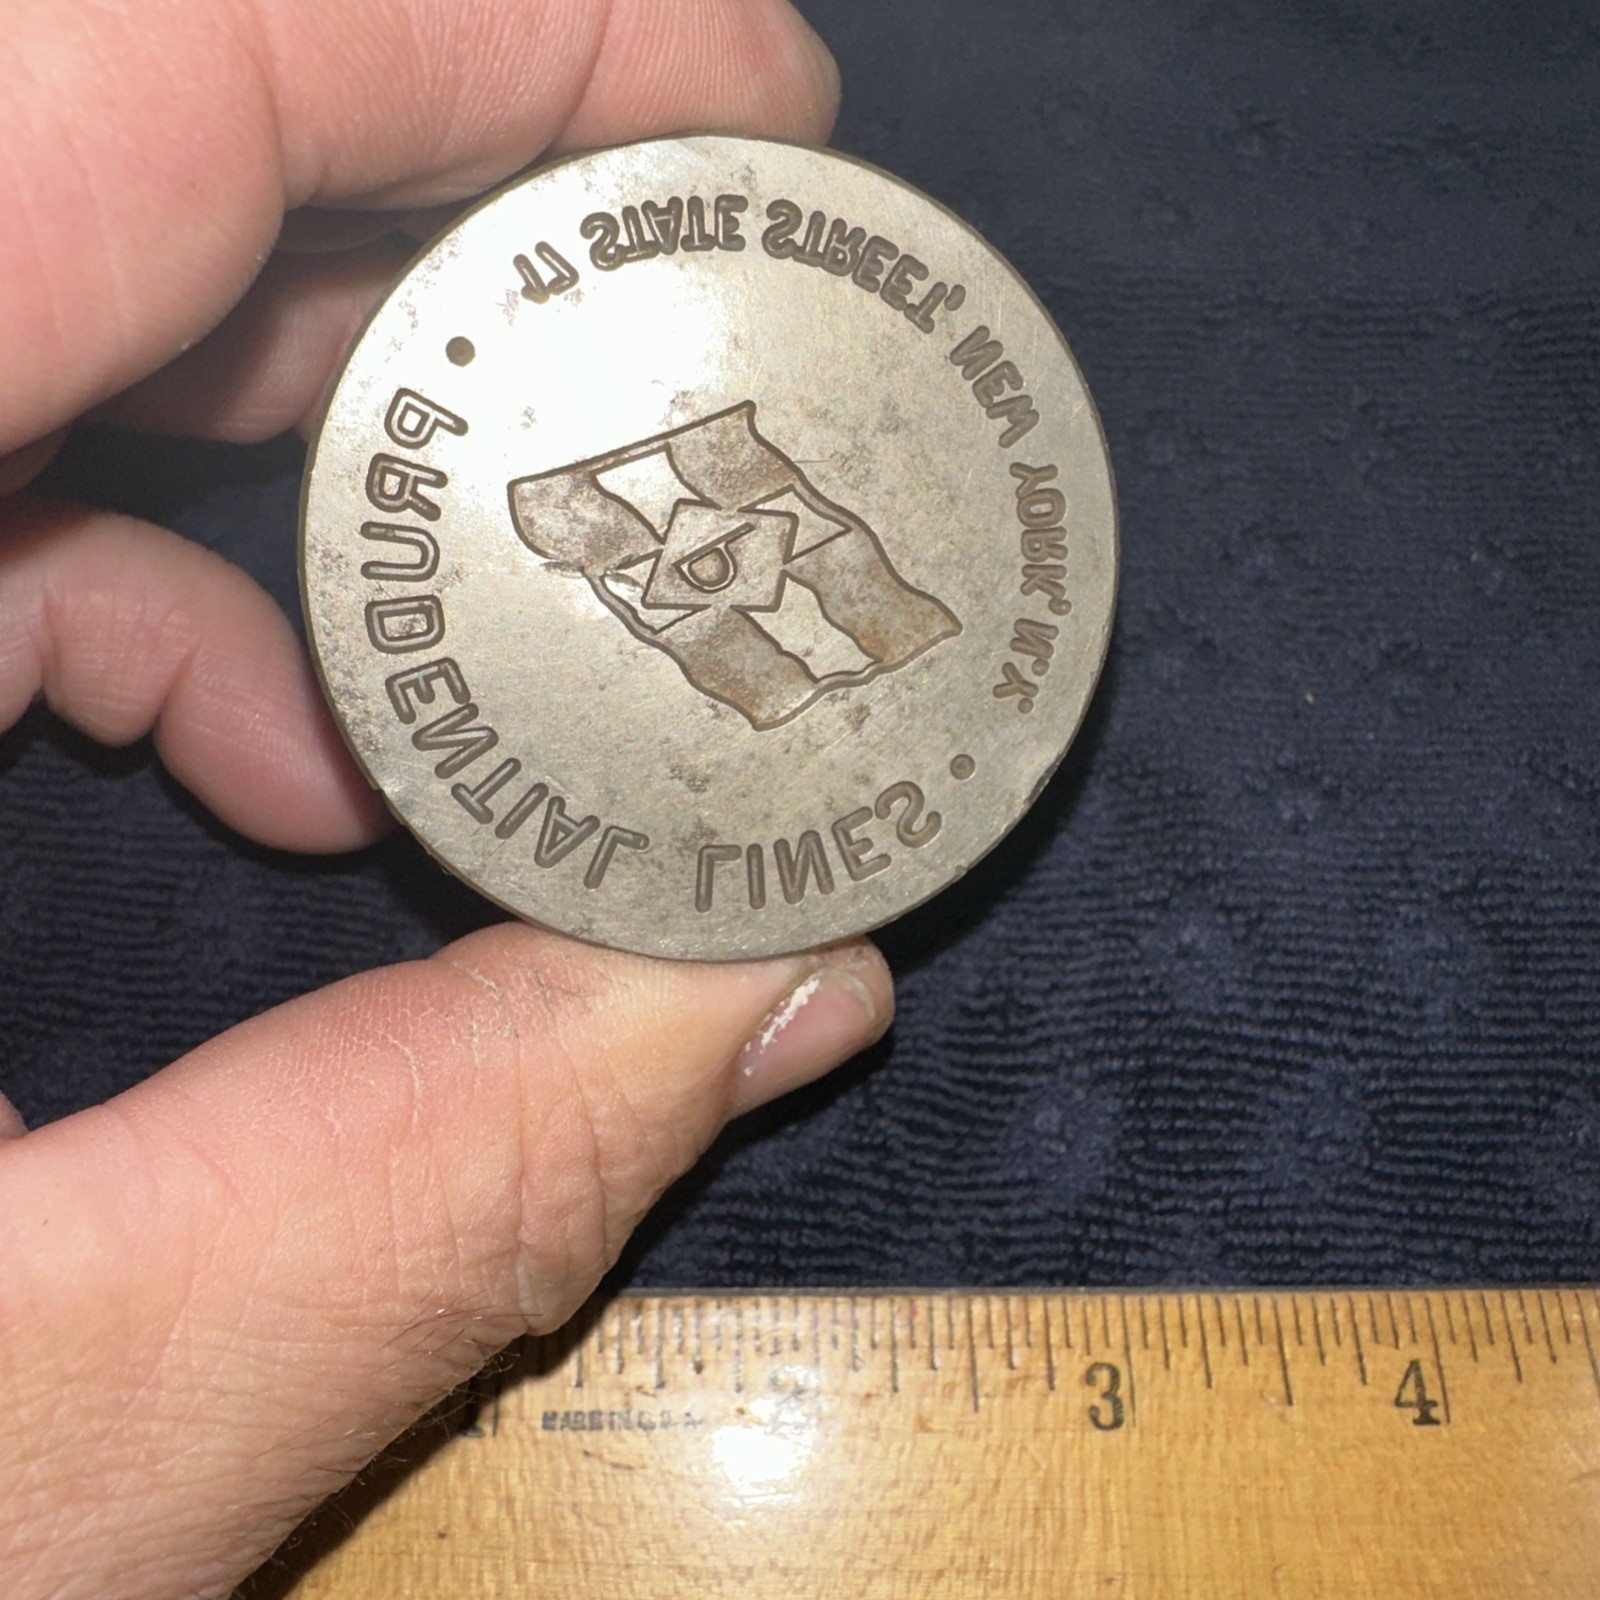 PRUDENTIAL LINES
17 STATE STREET, NEW YORK, N.Y.
P
3
4